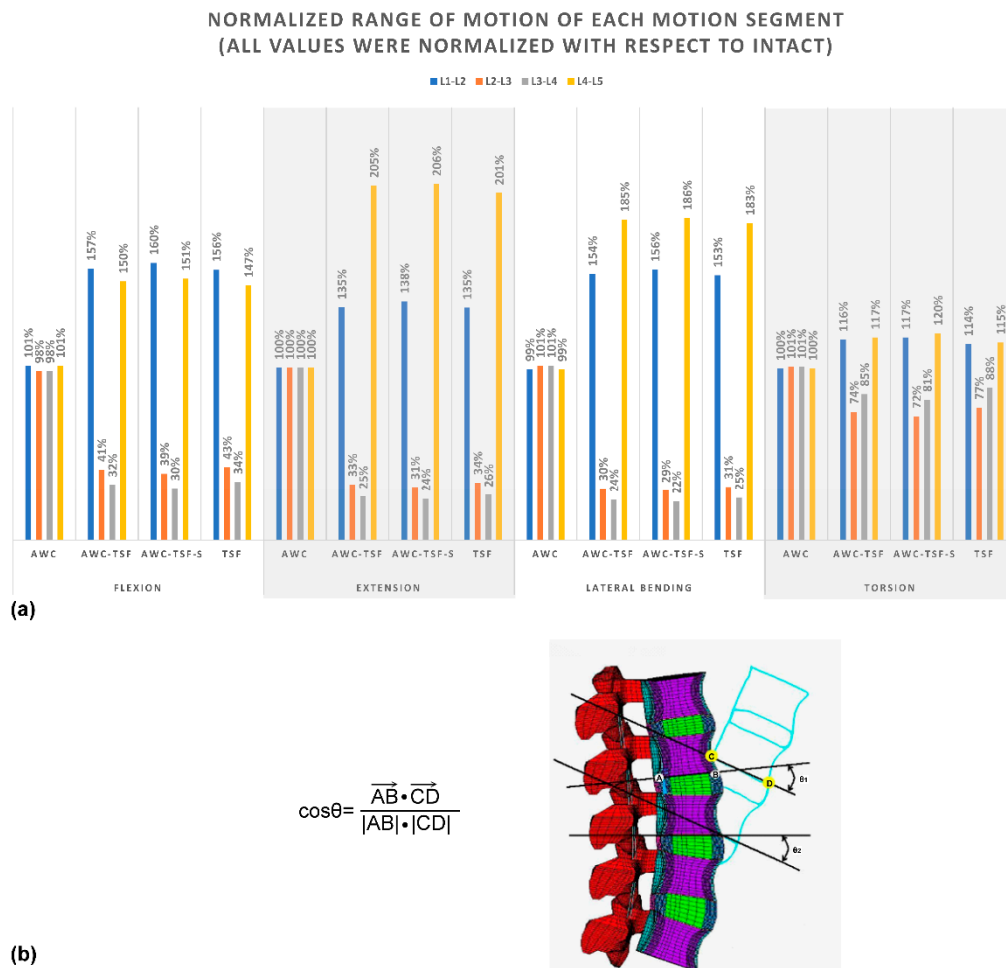 NORMALIZED RANGE OF MOTION OF EACH MOTION SEGMENT
(ALL VALUES WERE NORMALIZED WITH RESPECT TO INTACT)
L1-L2 L2-L3 L3-L4 L4-L5
101% 98% 98% 101% 157% 41% 32% 150% 160% 39% 30% 151% 156% 43% 34% 147% 100% 100% 100% 100% 135% 33% 25% 205% 138% 31% 24% 206% 135% 34% 26% 201% 99% 101% 101% 99% 154% 30% 24% 185% 156% 29% 22% 186% 153% 31% 25% 183% 100% 101% 101% 100% 116% 74% 85% 117% 117% 72% 81% 120% 114% 77% 88% 115%
AWC AWC-TSF AWC-TSF-S TSF AWC AWC-TSF AWC-TSF-S TSF AWC AWC-TSF AWC-TSF-S TSF AWC AWC-TSF AWC-TSF-S TSF
FLEXION EXTENSION LATERAL BENDING TORSION
(a)
C
A B D θ1
cosθ= AB•CD
|AB|•|CD|
θ2
(b)